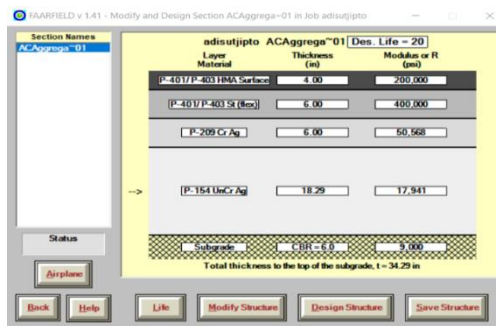 FAARFIELD v 1.41 - Modify and Design Section ACAggrega~01 in Job adisutjipto
Section Names
ACAggrega~01
adisutjipto ACAggrega~01 Des. Life = 20
Layer Material Thickness (in) Modulus or R (psi)
P-401/ P-403 HMA Surface 4.00 200,000
P-401/ P-403 St (flex) 6.00 400,000
P-209 Cr Ag 6.00 50,568
--> P-154 UnCr Ag 18.29 17,941
Subgrade CBR = 6.0 9,000
Total thickness to the top of the subgrade, t = 34.29 in
Status
Airplane
Back Help Life Modify Structure Design Structure Save Structure